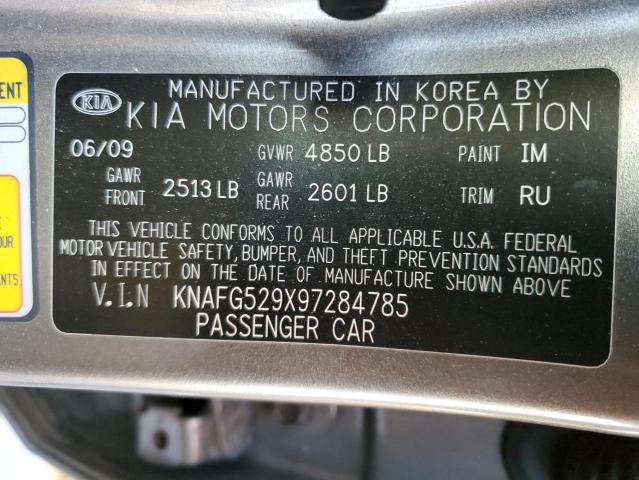 ENT
MANUFACTURED IN KOREA BY
KIA KIA MOTORS CORPORATION
06/09 GVWR 4850 LB PAINT IM
GAWR FRONT 2513 LB GAWR REAR 2601 LB TRIM RU
THIS VEHICLE CONFORMS TO ALL APPLICABLE U.S.A. FEDERAL
MOTOR VEHICLE SAFETY, BUMPER, AND THEFT PREVENTION STANDARDS
IN EFFECT ON THE DATE OF MANUFACTURE SHOWN ABOVE
V.I.N KNAFG529X97284785
PASSENGER CAR
OUR
ENTS